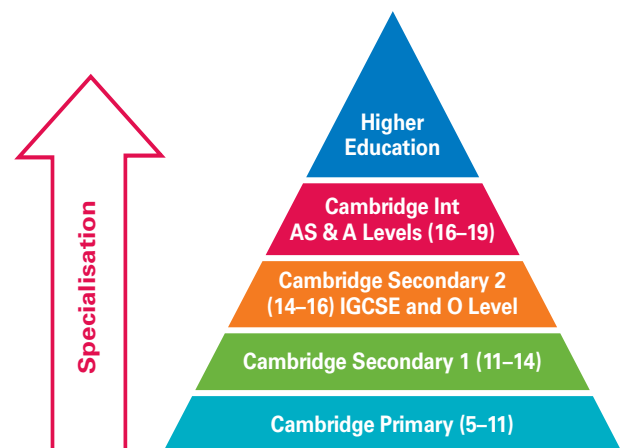 Higher
Education
Cambridge Int
AS & A Levels (16–19)
Cambridge Secondary 2
(14–16) IGCSE and O Level
Cambridge Secondary 1 (11–14)
Cambridge Primary (5–11)
Specialisation